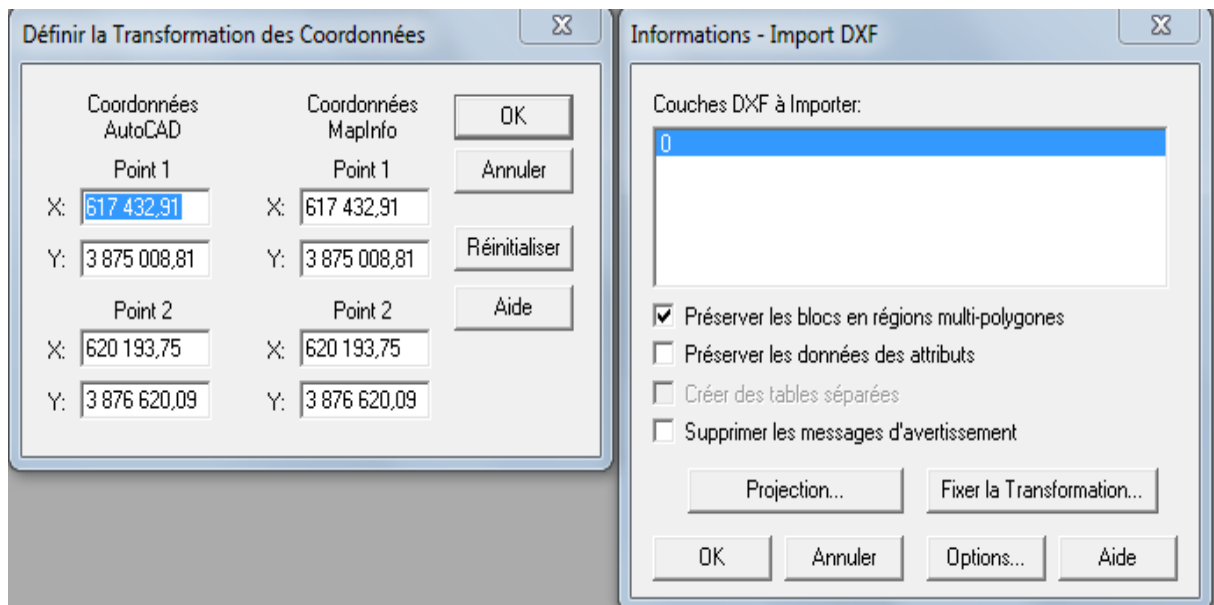 Définir la Transformation des Coordonnées
Coordonnées Coordonnées
AutoCAD MapInfo
OK
Point 1 Point 1
Annuler
X: 617 432,91 X: 617 432,91
Y: 3 875 008,81 Y: 3 875 008,81
Réinitialiser
Point 2 Point 2
Aide
X: 620 193,75 X: 620 193,75
Y: 3 876 620,09 Y: 3 876 620,09
Informations - Import DXF
Couches DXF à Importer:
0
Préserver les blocs en régions multi-polygones
Préserver les données des attributs
Créer des tables séparées
Supprimer les messages d'avertissement
Projection... Fixer la Transformation...
OK Annuler Options... Aide